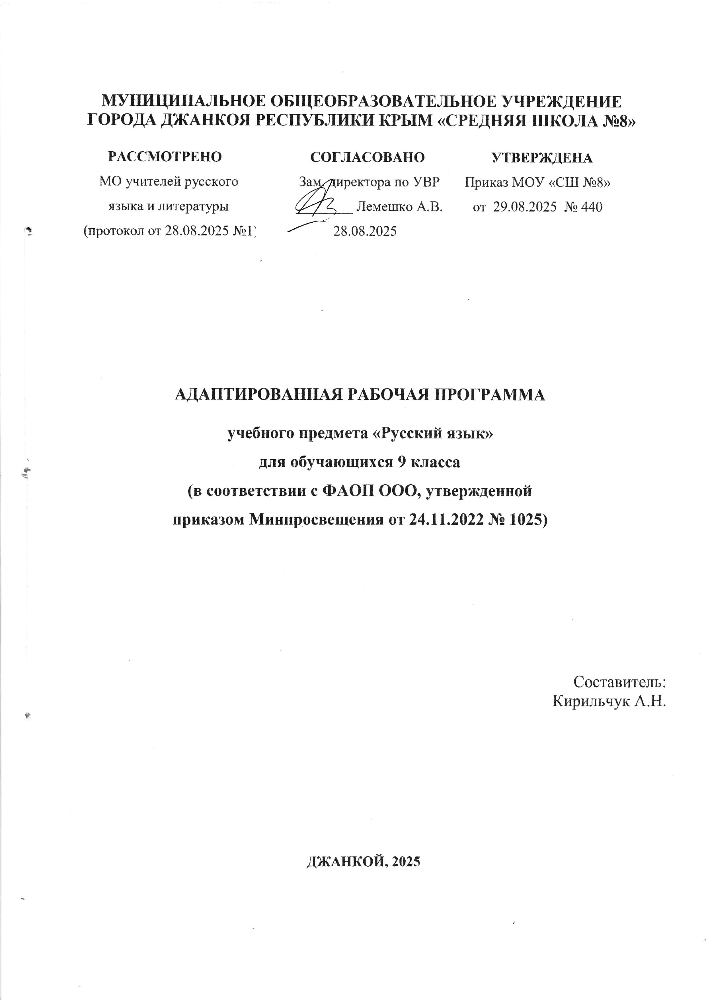 МУНИЦИПАЛЬНОЕ ОБЩЕОБРАЗОВАТЕЛЬНОЕ УЧРЕЖДЕНИЕ
ГОРОДА ДЖАНКОЯ РЕСПУБЛИКИ КРЫМ «СРЕДНЯЯ ШКОЛА №8»
РАССМОТРЕНО
МО учителей русского
языка и литературы
(протокол от 28.08.2025 №1)
СОГЛАСОВАНО
Зам. директора по УВР
________ Лемешко А.В.
28.08.2025
УТВЕРЖДЕНА
Приказ МОУ «СШ №8»
от 29.08.2025 № 440
АДАПТИРОВАННАЯ РАБОЧАЯ ПРОГРАММА
учебного предмета «Русский язык»
для обучающихся 9 класса
(в соответствии с ФАОП ООО, утвержденной
приказом Минпросвещения от 24.11.2022 № 1025)
Составитель:
Кирильчук А.Н.
ДЖАНКОЙ, 2025